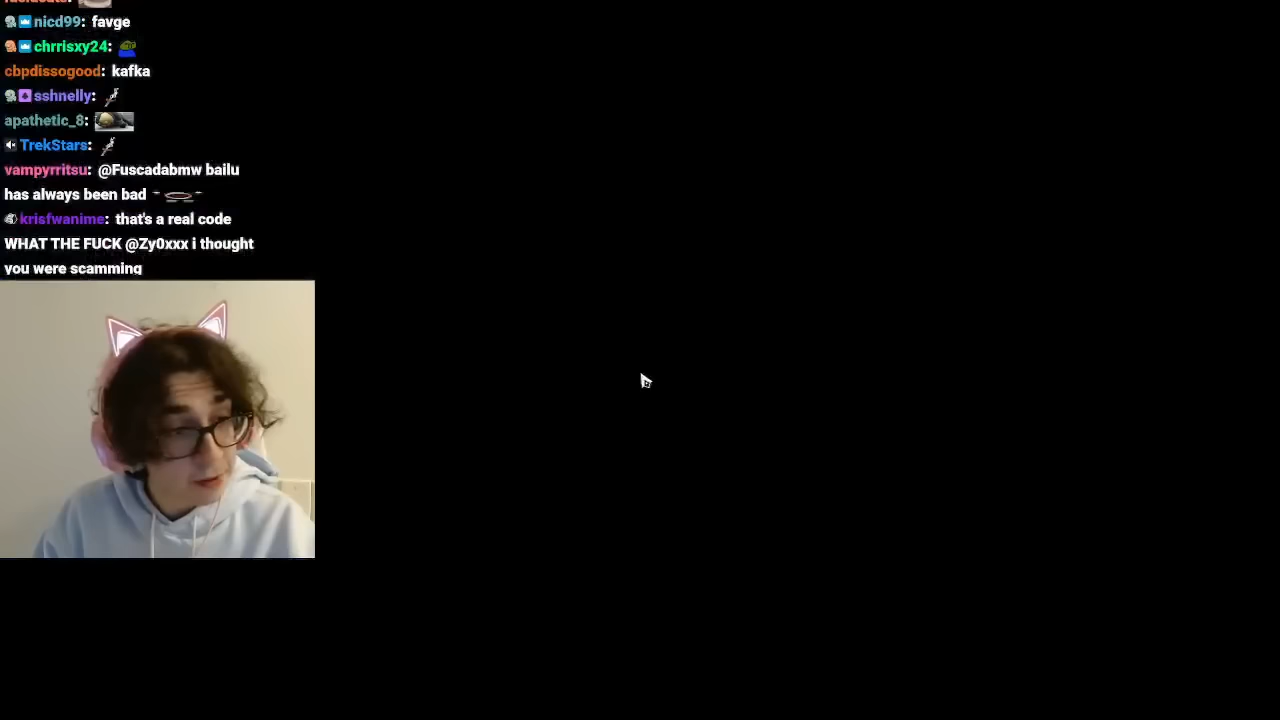 nicd99: favge
chrrisxy24:
cbpdissogood: kafka
sshnelly:
apathetic_8:
TrekStars:
vampyrritsu: @Fuscadabmw bailu
has always been bad
krisfwanime: that's a real code
WHAT THE FUCK @Zy0xxx i thought
you were scamming